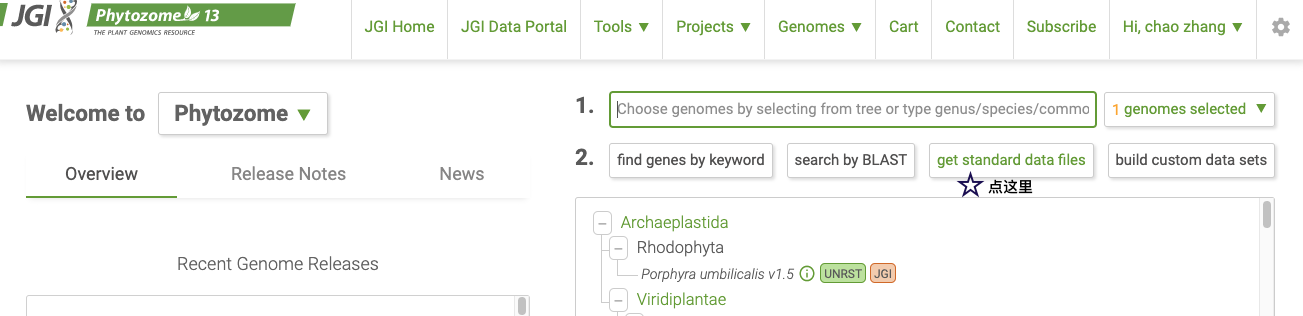 JGI Phytozome 13
THE PLANT GENOMICS RESOURCE
JGI Home
JGI Data Portal
Tools ▼
Projects ▼
Genomes ▼
Cart
Contact
Subscribe
Hi, chao zhang ▼
Welcome to Phytozome ▼
Overview
Release Notes
News
Recent Genome Releases
1. Choose genomes by selecting from tree or type genus/species/commo
1 genomes selected ▼
2. find genes by keyword
search by BLAST
get standard data files
build custom data sets
☆ 点这里
Archaeplastida
Rhodophyta
Porphyra umbilicalis v1.5 UNRST JGI
Viridiplantae